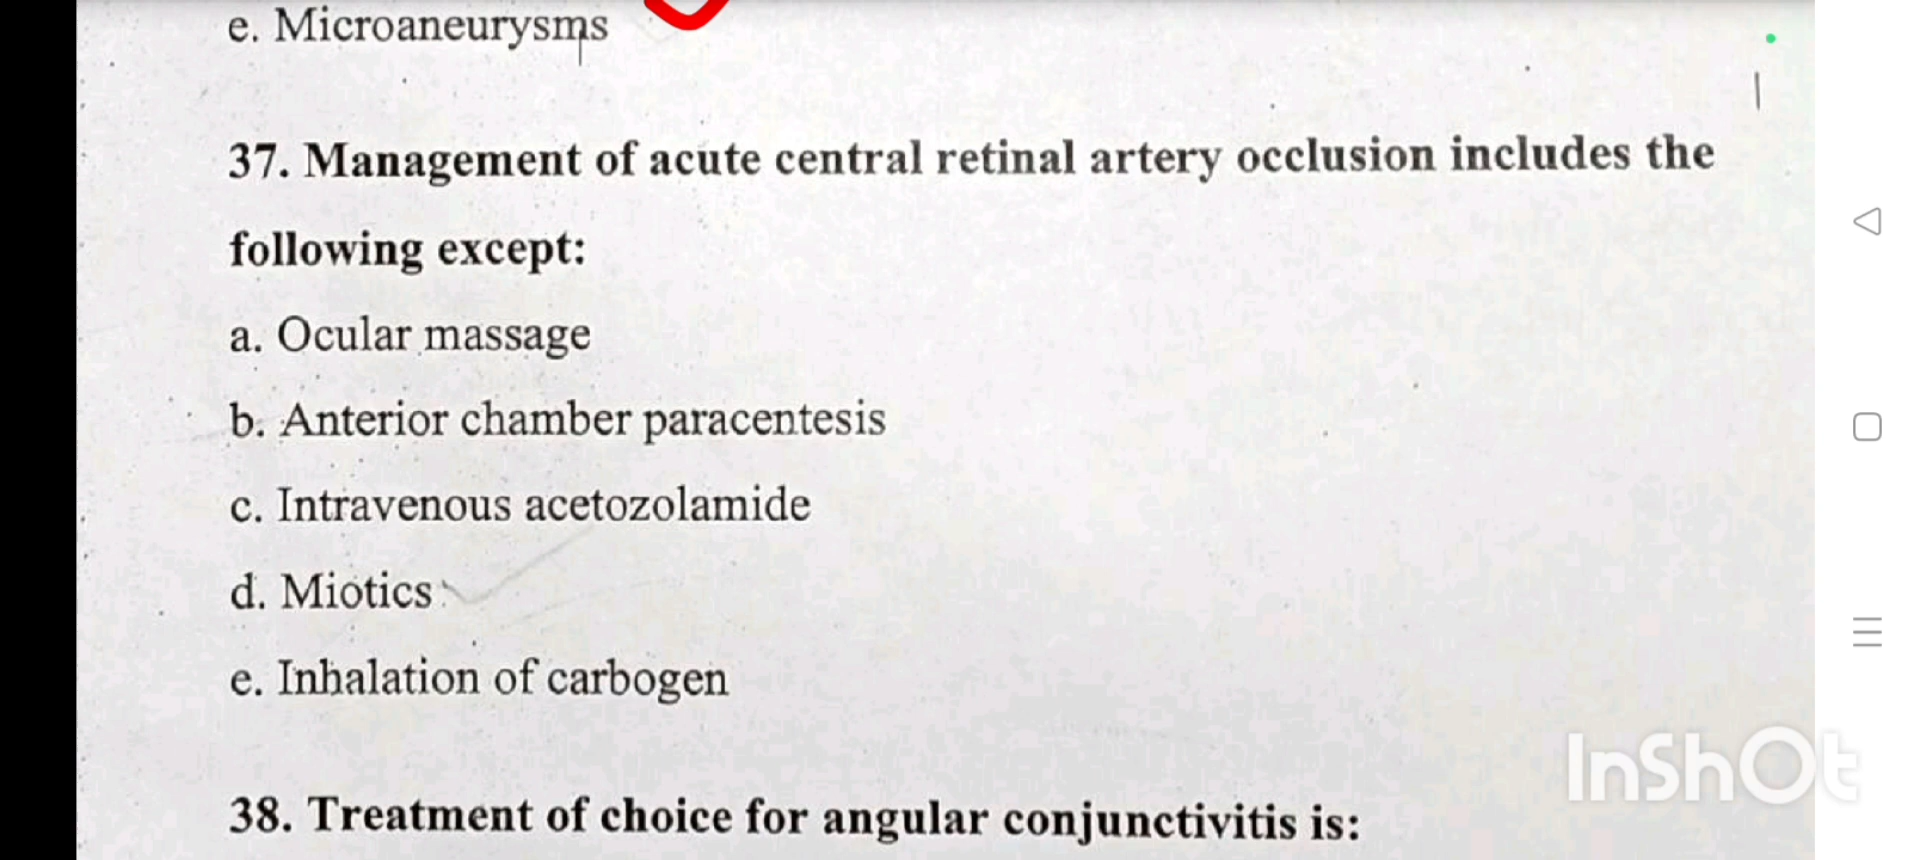 e. Microaneurysms
37. Management of acute central retinal artery occlusion includes the
following except:
a. Ocular massage
b. Anterior chamber paracentesis
c. Intravenous acetozolamide
d. Miotics
e. Inhalation of carbogen
38. Treatment of choice for angular conjunctivitis is:
InShOt